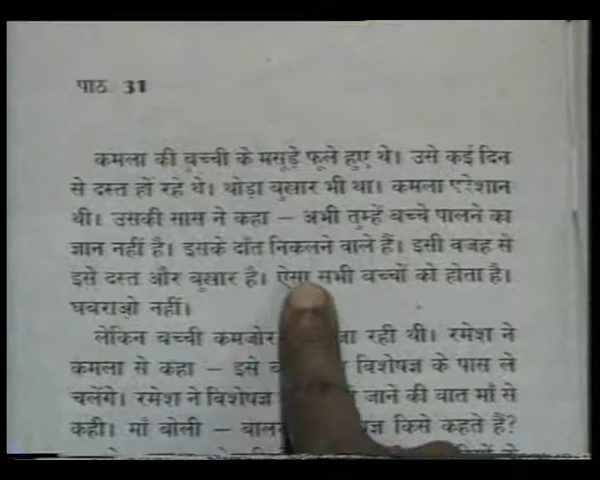 पाठ 31
कमला की बच्ची के मसूड़े फूले हुए थे। उसे कई दिन
से दस्त हो रहे थे। थोड़ा बुखार भी था। कमला परेशान
थी। उसकी सास ने कहा – अभी तुम्हें बच्चे पालने का
ज्ञान नहीं है। इसके दाँत निकलने वाले हैं। इसी वजह से
इसे दस्त और बुखार है। ऐसा सभी बच्चों को होता है।
घबराओ नहीं।
लेकिन बच्ची कमजोर जा रही थी। रमेश ने
कमला से कहा – इसे विशेषज्ञ के पास ले
चलेंगे। रमेश ने विशेषज्ञ जाने की बात माँ से
कही। माँ बोली – किसे कहते हैं?